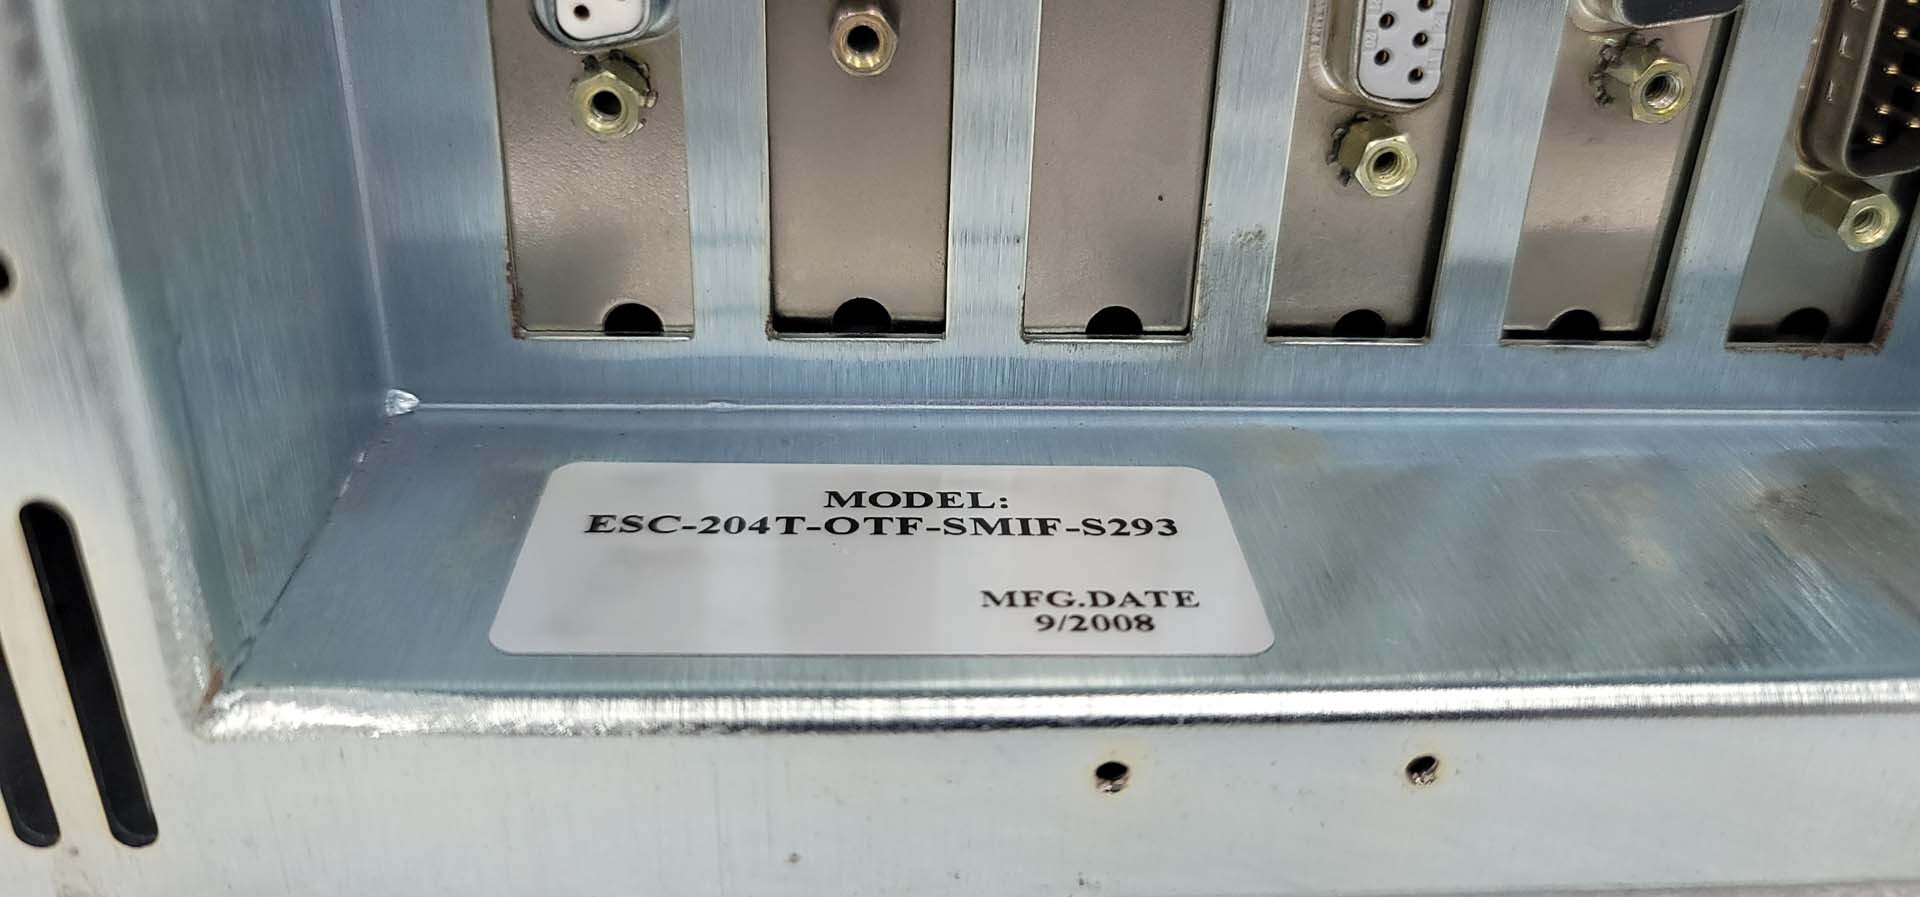 MODEL:
ESC-204T-OTF-SMIF-S293
MFG.DATE
9/2008